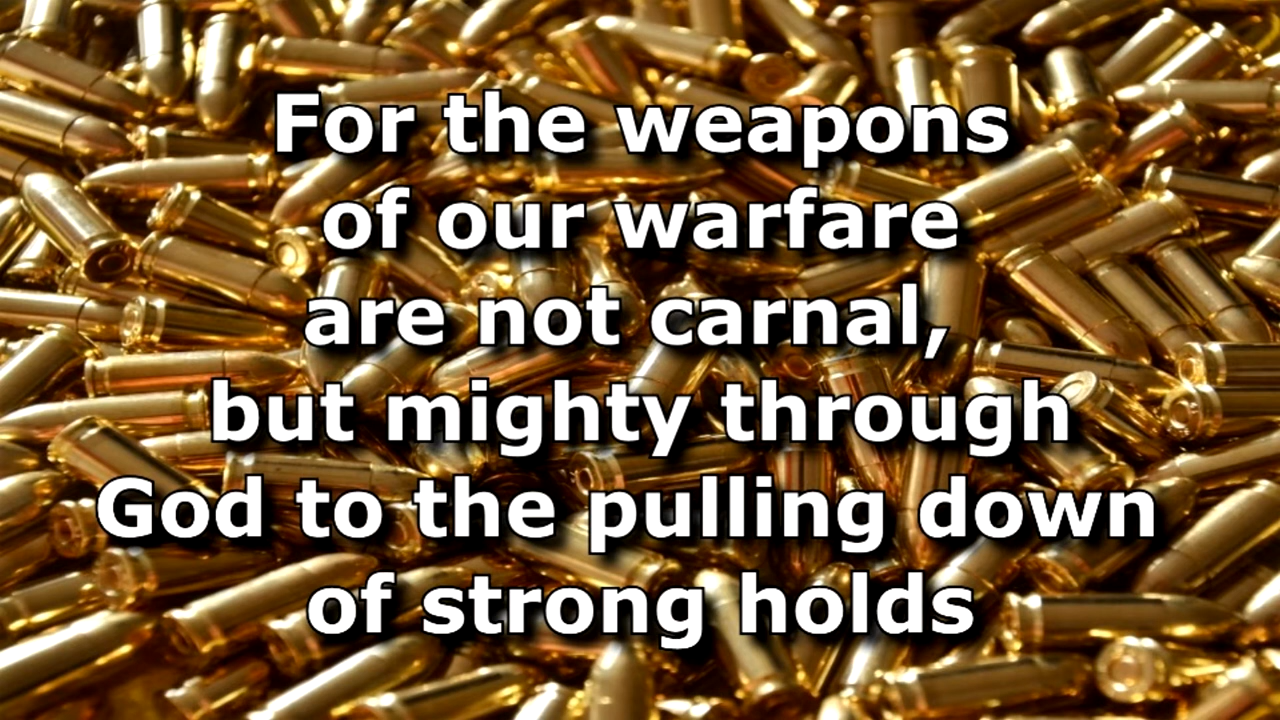 For the weapons
of our warfare
are not carnal,
but mighty through
God to the pulling down
of strong holds